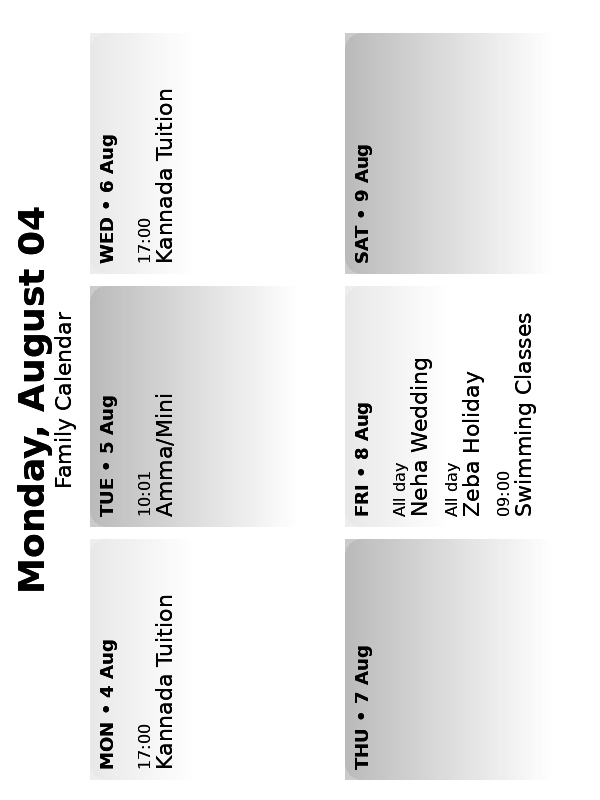 Monday, August 04
Family Calendar
MON • 4 Aug
17:00
Kannada Tuition
TUE • 5 Aug
10:01
Amma/Mini
WED • 6 Aug
17:00
Kannada Tuition
THU • 7 Aug
FRI • 8 Aug
All day
Neha Wedding
All day
Zeba Holiday
09:00
Swimming Classes
SAT • 9 Aug